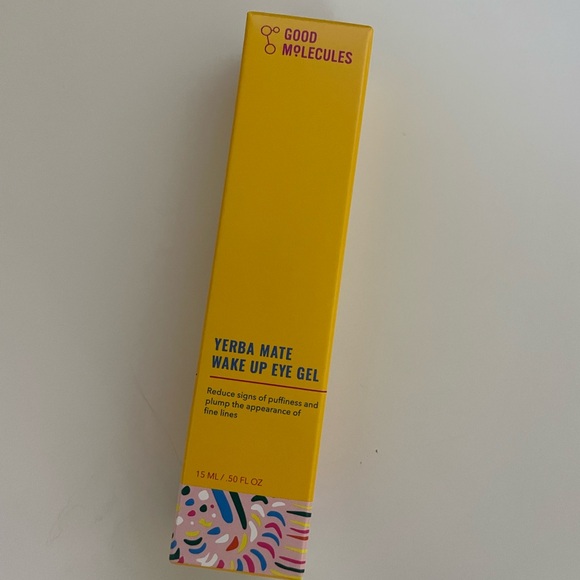 GOOD
MOLECULES
YERBA MATE
WAKE UP EYE GEL
Reduce signs of puffiness and
plump the appearance of
fine lines
15 ML / .50 FL OZ